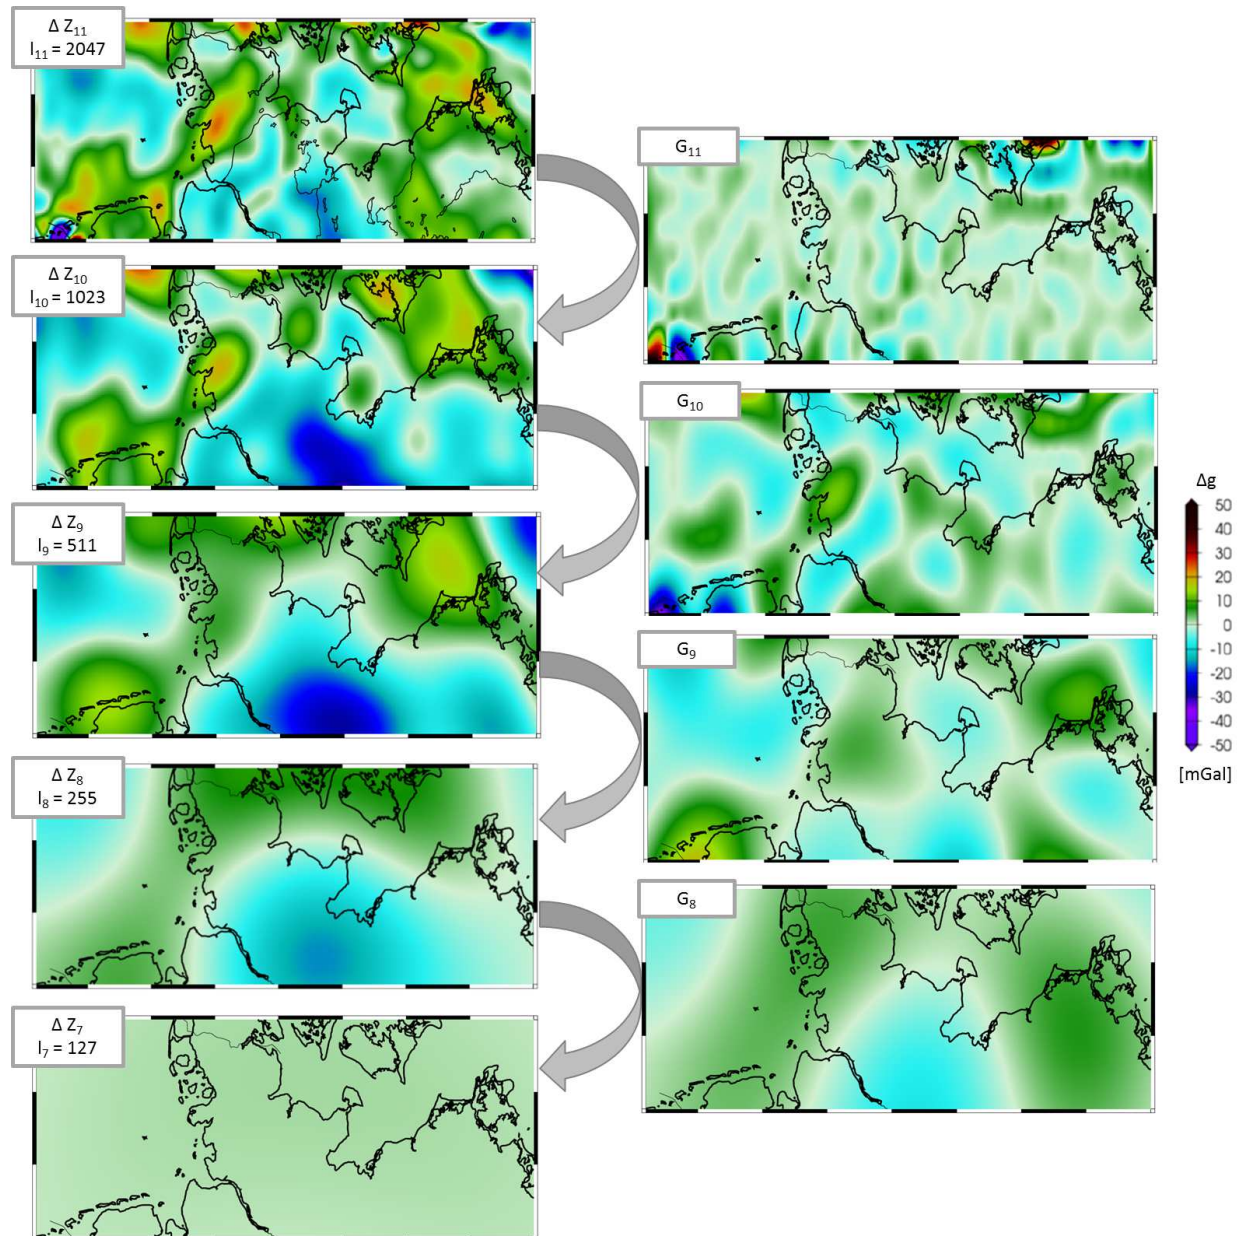 Δ Z₁₁
l₁₁ = 2047
G₁₁
Δ Z₁₀
l₁₀ = 1023
G₁₀
Δ Z₉
l₉ = 511
G₉
Δ Z₈
l₈ = 255
G₈
Δ Z₇
l₇ = 127
Δg
50
40
30
20
10
0
-10
-20
-30
-40
-50
[mGal]